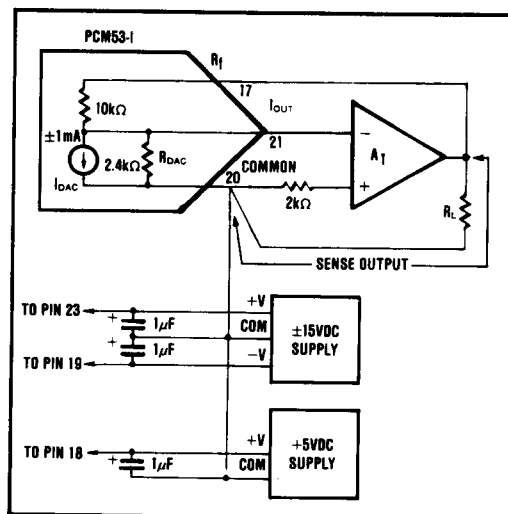 PCM53-I
Rf
17
10kΩ
IOUT
±1mA
21
−
2.4kΩ
RDAC
A1
IDAC
COMMON
20
+
2kΩ
RL
SENSE OUTPUT
TO PIN 23
+V
+
1μF
COM
±15VDC
SUPPLY
+
1μF
−V
TO PIN 19
TO PIN 18
+V
+5VDC
+
1μF
COM
SUPPLY